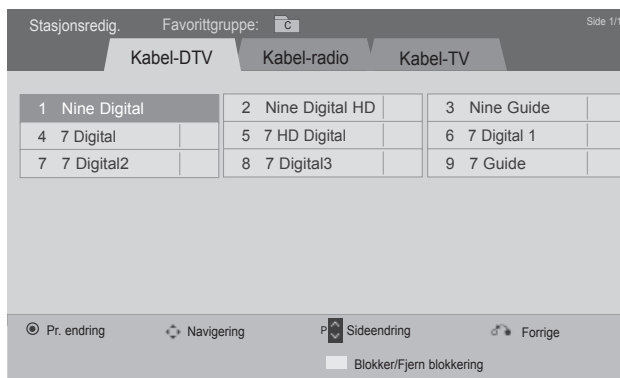 Stasjonsredig. Favorittgruppe: C Side 1/1
Kabel-DTV Kabel-radio Kabel-TV
1 Nine Digital 2 Nine Digital HD 3 Nine Guide
4 7 Digital 5 7 HD Digital 6 7 Digital 1
7 7 Digital2 8 7 Digital3 9 7 Guide
Pr. endring Navigering P Sideendring Forrige
Blokker/Fjern blokkering